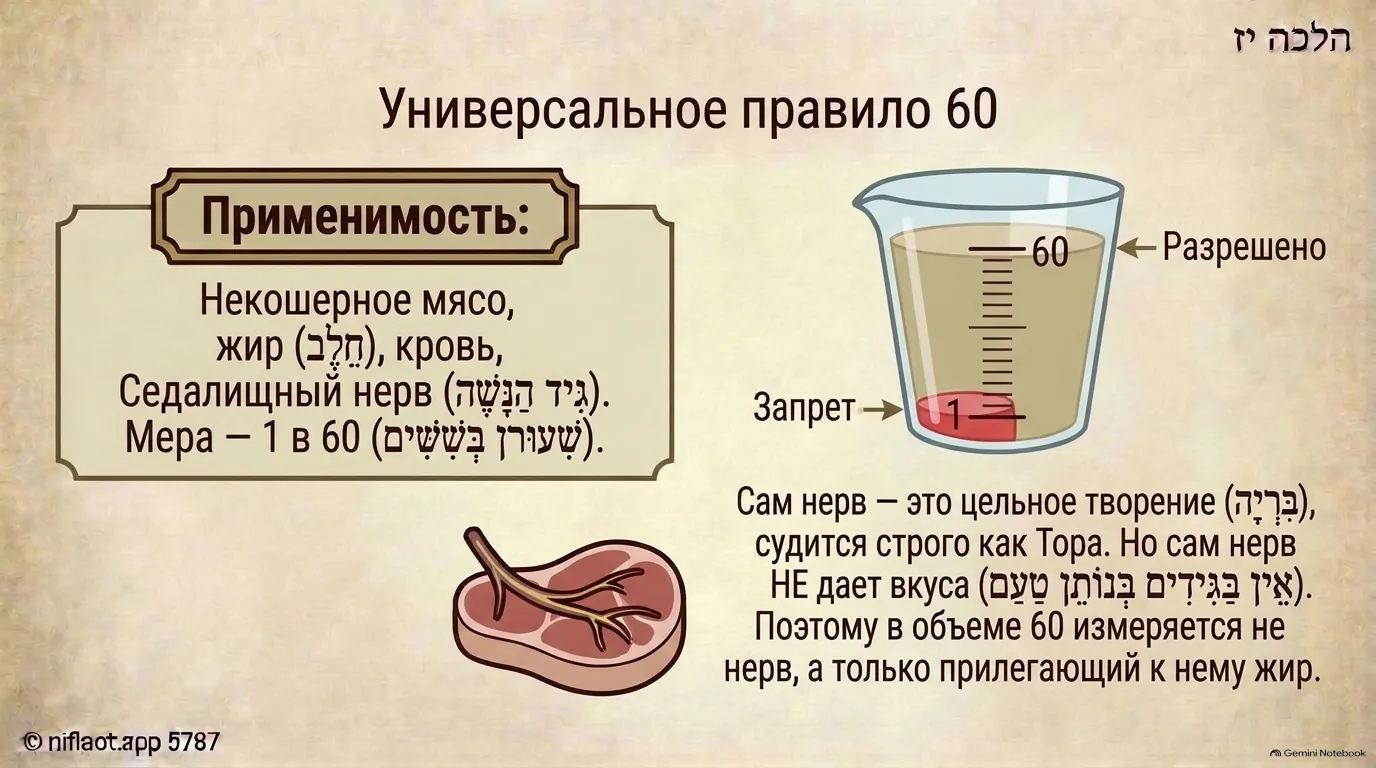 הלכה יז
Универсальное правило 60
Применимость:
Некошерное мясо,
жир (חֵלֶב), кровь,
Седалищный нерв (גִּיד הַנָּשֶׁה).
Мера — 1 в 60 (שִׁעוּרן בְּשִׁשִּׁים).
60
Разрешено
Запрет
1
Сам нерв — это цельное творение (בִּרְיָה),
судится строго как Тора. Но сам нерв
НЕ дает вкуса (אֵין בַּגִּידִים בְּנוֹתֵן טַעַם).
Поэтому в объеме 60 измеряется не
нерв, а только прилегающий к нему жир.
© niflaot.app 5787
Gemini Notebook